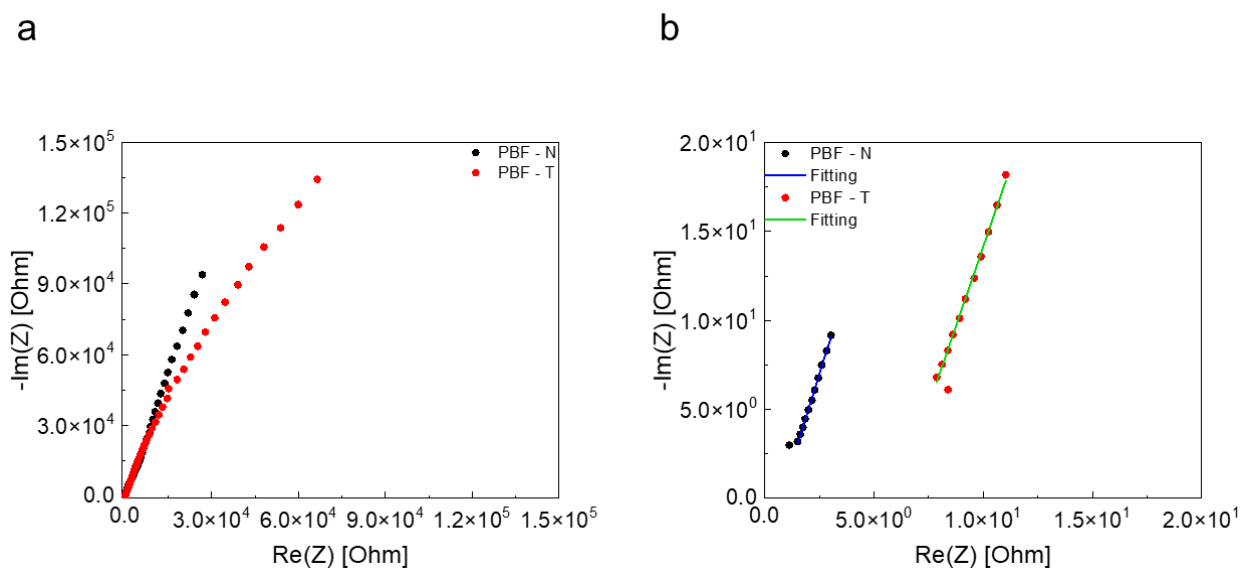 a
1.5×10⁵
1.2×10⁵
9.0×10⁴
6.0×10⁴
3.0×10⁴
0.0
-Im(Z) [Ohm]
PBF - N
PBF - T
0.0 3.0×10⁴ 6.0×10⁴ 9.0×10⁴ 1.2×10⁵ 1.5×10⁵
Re(Z) [Ohm]
b
2.0×10¹
1.5×10¹
1.0×10¹
5.0×10⁰
0.0
-Im(Z) [Ohm]
PBF - N
Fitting
PBF - T
Fitting
0.0 5.0×10⁰ 1.0×10¹ 1.5×10¹ 2.0×10¹
Re(Z) [Ohm]